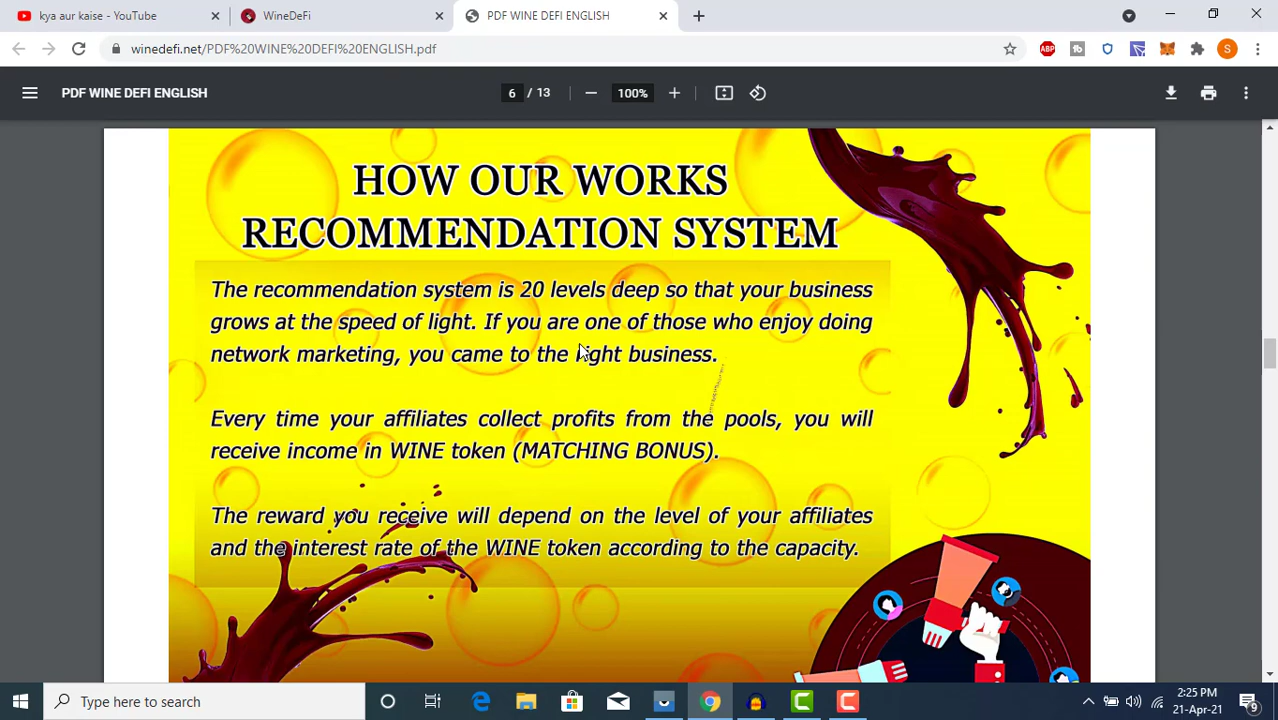 kya aur kaise - YouTube
WineDeFi
PDF WINE DEFI ENGLISH
winedefi.net/PDF%20WINE%20DEFI%20ENGLISH.pdf
ABP
S
PDF WINE DEFI ENGLISH
6 / 13
100%
HOW OUR WORKS
RECOMMENDATION SYSTEM
The recommendation system is 20 levels deep so that your business
grows at the speed of light. If you are one of those who enjoy doing
network marketing, you came to the right business.
Every time your affiliates collect profits from the pools, you will
receive income in WINE token (MATCHING BONUS).
The reward you receive will depend on the level of your affiliates
and the interest rate of the WINE token according to the capacity.
Type here to search
2:25 PM
21-Apr-21
9